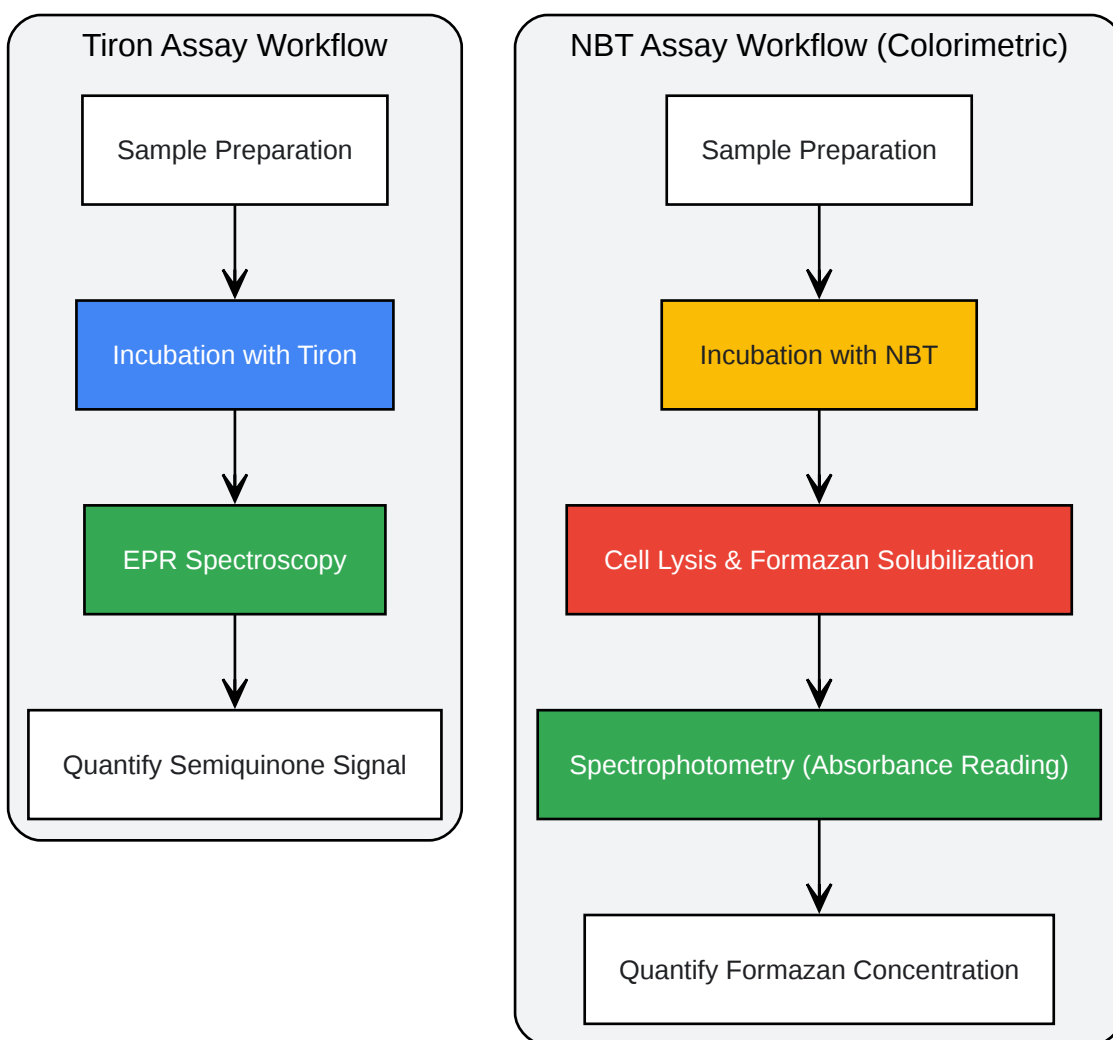 Tiron Assay Workflow
Sample Preparation
Incubation with Tiron
EPR Spectroscopy
Quantify Semiquinone Signal
NBT Assay Workflow (Colorimetric)
Sample Preparation
Incubation with NBT
Cell Lysis & Formazan Solubilization
Spectrophotometry (Absorbance Reading)
Quantify Formazan Concentration